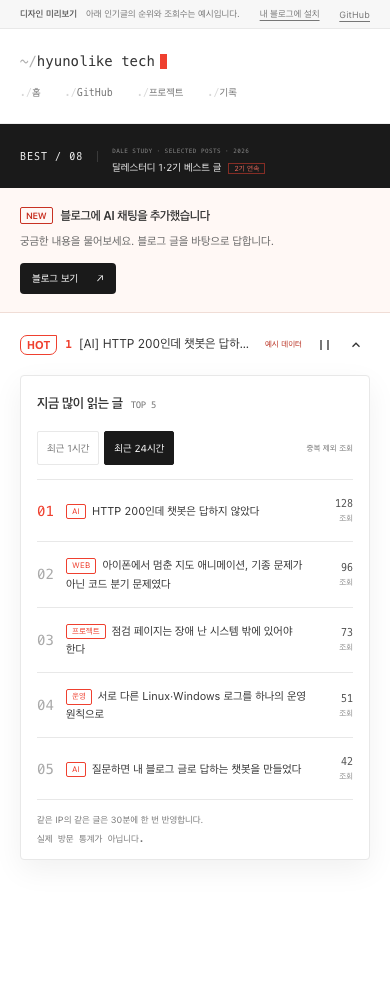 디자인 미리보기 아래 인기글의 순위와 조회수는 예시입니다. 내 블로그에 설치 GitHub
~/hyunolike tech
./홈 ./GitHub ./프로젝트 ./기록
BEST / 08
DALE STUDY · SELECTED POSTS · 2026
달레스터디 1·2기 베스트 글 2기 연속
NEW 블로그에 AI 채팅을 추가했습니다
궁금한 내용을 물어보세요. 블로그 글을 바탕으로 답합니다.
블로그 보기 ↗
HOT 1 [AI] HTTP 200인데 챗봇은 답하... 예시 데이터
지금 많이 읽는 글 TOP 5
최근 1시간 최근 24시간 중복 제외 조회
01 AI HTTP 200인데 챗봇은 답하지 않았다 128
조회
02 WEB 아이폰에서 멈춘 지도 애니메이션, 기종 문제가 96
아닌 코드 분기 문제였다 조회
03 프로젝트 점검 페이지는 장애 난 시스템 밖에 있어야 73
한다 조회
04 운영 서로 다른 Linux·Windows 로그를 하나의 운영 51
원칙으로 조회
05 AI 질문하면 내 블로그 글로 답하는 챗봇을 만들었다 42
조회
같은 IP의 같은 글은 30분에 한 번 반영합니다.
실제 방문 통계가 아닙니다.